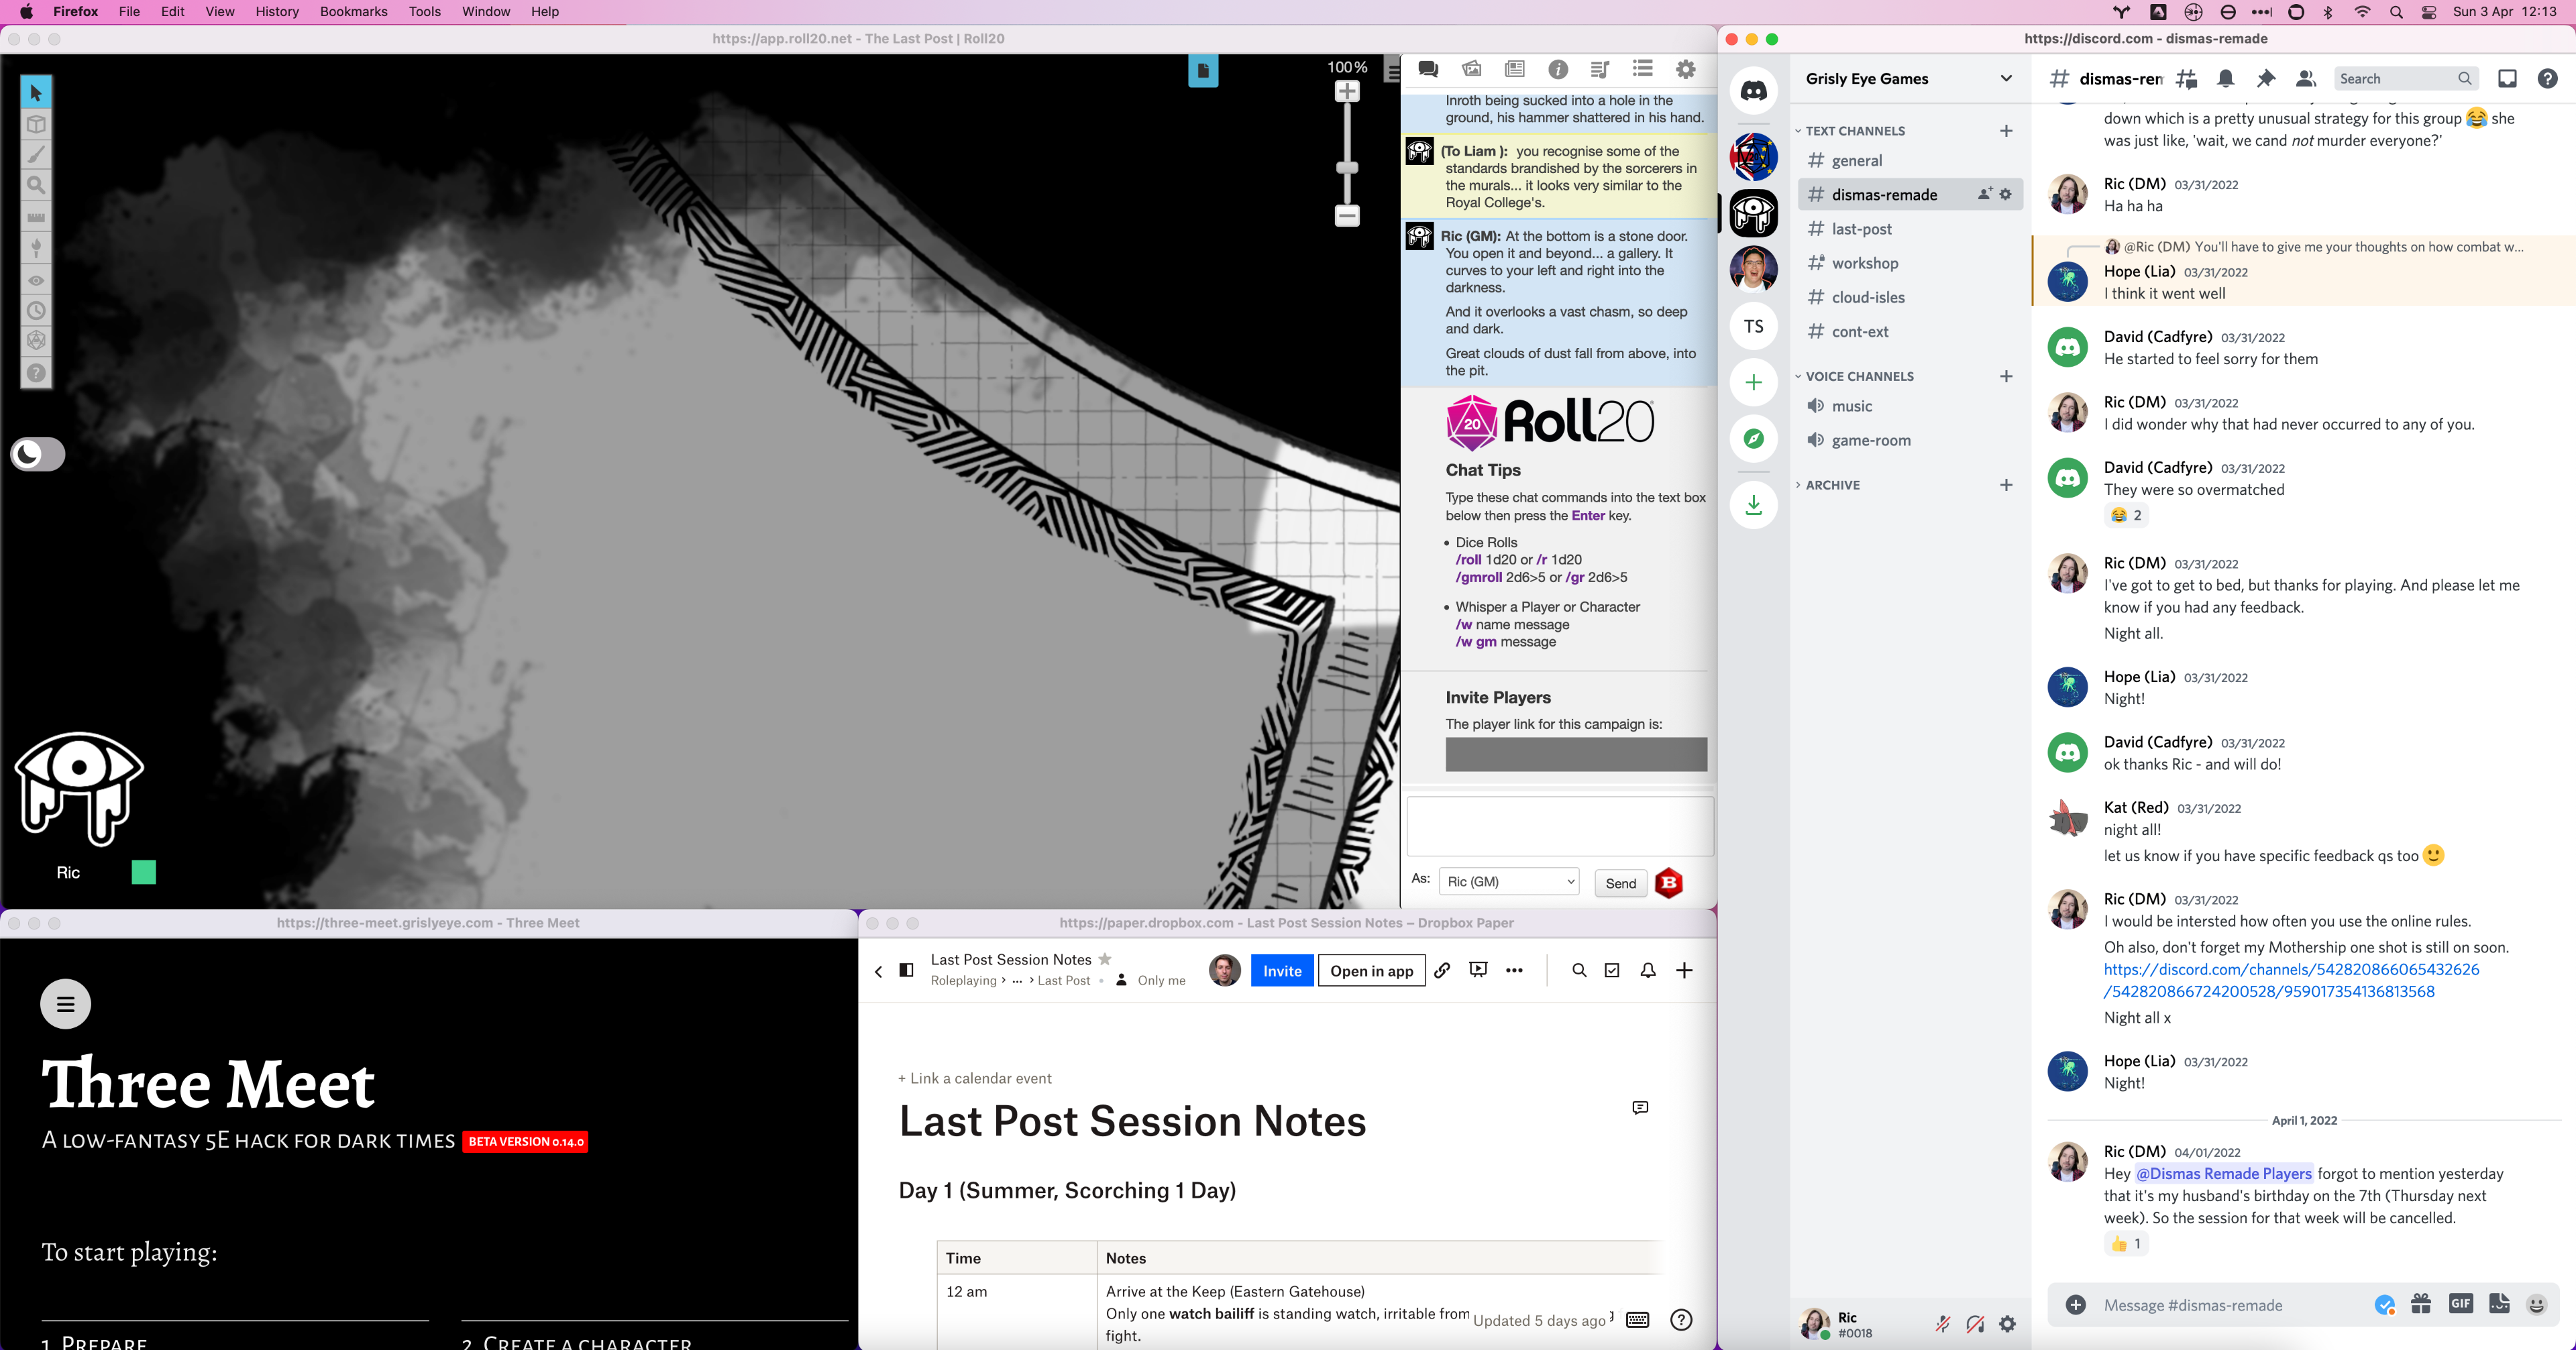 Firefox File Edit View History Bookmarks Tools Window Help
Sun 3 Apr 12:13
https://app.roll20.net - The Last Post | Roll20
100%
Ric
Inroth being sucked into a hole in the
ground, his hammer shattered in his hand.
(To Liam ): you recognise some of the
standards brandished by the sorcerers in
the murals... it looks very similar to the
Royal College's.
Ric (GM): At the bottom is a stone door.
You open it and beyond... a gallery. It
curves to your left and right into the
darkness.
And it overlooks a vast chasm, so deep
and dark.
Great clouds of dust fall from above, into
the pit.
20
Roll20
Chat Tips
Type these chat commands into the text box
below then press the Enter key.
• Dice Rolls
/roll 1d20 or /r 1d20
/gmroll 2d6>5 or /gr 2d6>5
• Whisper a Player or Character
/w name message
/w gm message
Invite Players
The player link for this campaign is:
As:
Ric (GM)
Send
B
https://three-meet.grislyeye.com - Three Meet
Three Meet
A low-fantasy 5E hack for dark times
BETA VERSION 0.14.0
To start playing:
1. Prepare
2. Create a character
https://paper.dropbox.com - Last Post Session Notes – Dropbox Paper
Last Post Session Notes
Roleplaying › ... › Last Post • Only me
Invite
Open in app
+ Link a calendar event
Last Post Session Notes
Day 1 (Summer, Scorching 1 Day)
Time
Notes
12 am
Arrive at the Keep (Eastern Gatehouse)
Only one watch bailiff is standing watch, irritable from
fight.
Updated 5 days ago
https://discord.com - dismas-remade
TS
Grisly Eye Games
TEXT CHANNELS
general
dismas-remade
last-post
workshop
cloud-isles
cont-ext
VOICE CHANNELS
music
game-room
ARCHIVE
Ric
#0018
dismas-rem
Search
down which is a pretty unusual strategy for this group 😂 she
was just like, 'wait, we cand not murder everyone?'
Ric (DM) 03/31/2022
Ha ha ha
@Ric (DM) You'll have to give me your thoughts on how combat w...
Hope (Lia) 03/31/2022
I think it went well
David (Cadfyre) 03/31/2022
He started to feel sorry for them
Ric (DM) 03/31/2022
I did wonder why that had never occurred to any of you.
David (Cadfyre) 03/31/2022
They were so overmatched
😂 2
Ric (DM) 03/31/2022
I've got to get to bed, but thanks for playing. And please let me
know if you had any feedback.
Night all.
Hope (Lia) 03/31/2022
Night!
David (Cadfyre) 03/31/2022
ok thanks Ric - and will do!
Kat (Red) 03/31/2022
night all!
let us know if you have specific feedback qs too 🙂
Ric (DM) 03/31/2022
I would be intersted how often you use the online rules.
Oh also, don't forget my Mothership one shot is still on soon.
https://discord.com/channels/542820866065432626
/542820866724200528/959017354136813568
Night all x
Hope (Lia) 03/31/2022
Night!
April 1, 2022
Ric (DM) 04/01/2022
Hey @Dismas Remade Players forgot to mention yesterday
that it's my husband's birthday on the 7th (Thursday next
week). So the session for that week will be cancelled.
👍 1
Message #dismas-remade
GIF